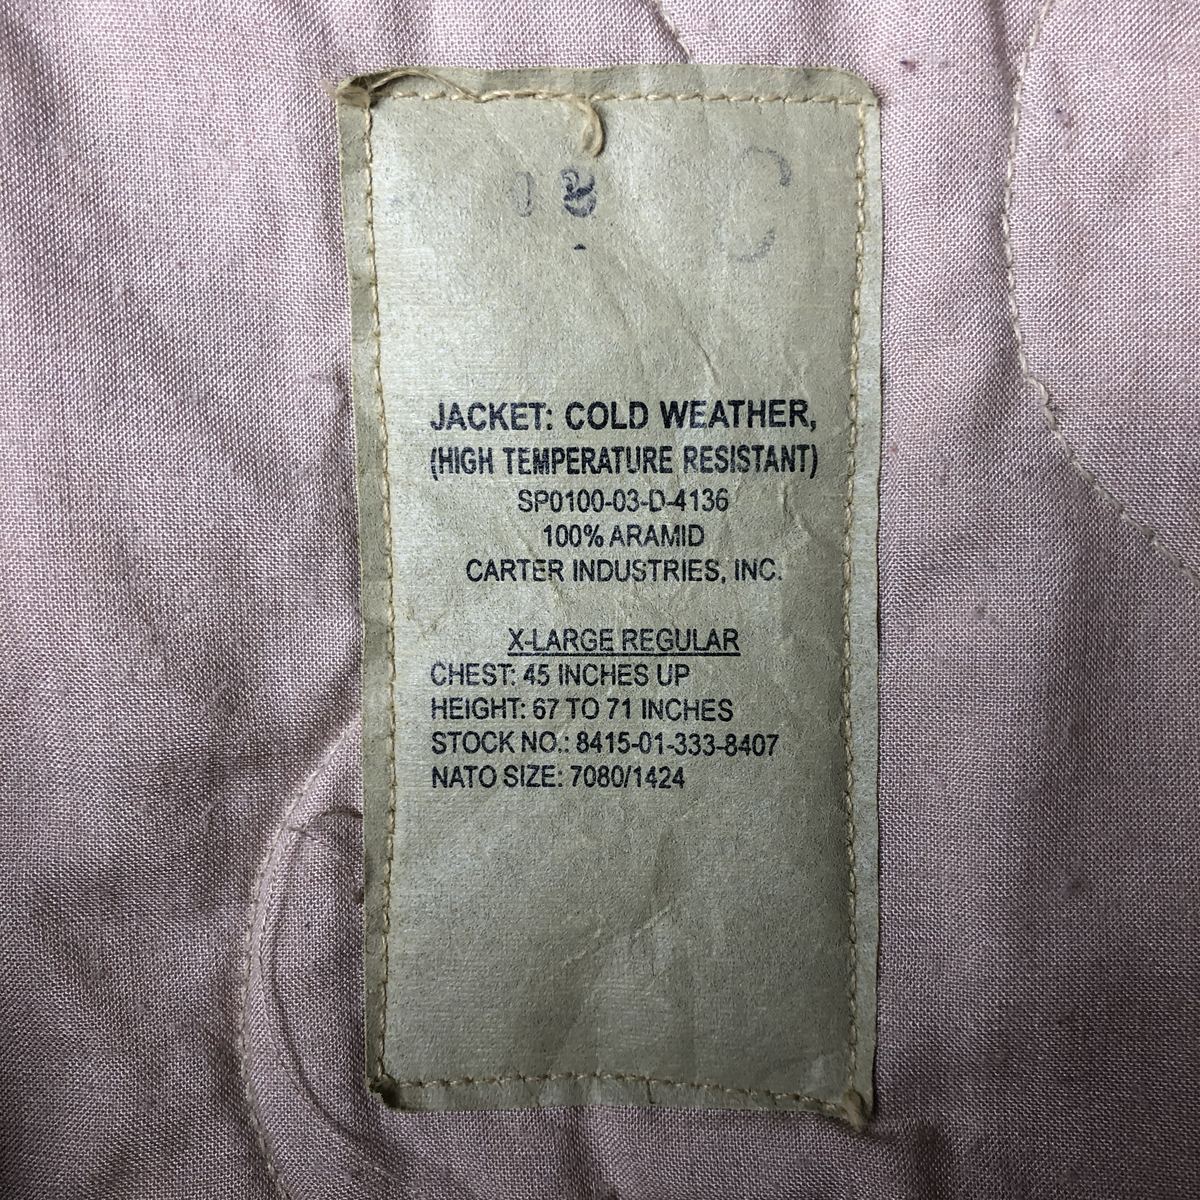 JACKET: COLD WEATHER,
(HIGH TEMPERATURE RESISTANT)
SP0100-03-D-4136
100% ARAMID
CARTER INDUSTRIES, INC.
X-LARGE REGULAR
CHEST: 45 INCHES UP
HEIGHT: 67 TO 71 INCHES
STOCK NO.: 8415-01-333-8407
NATO SIZE: 7080/1424